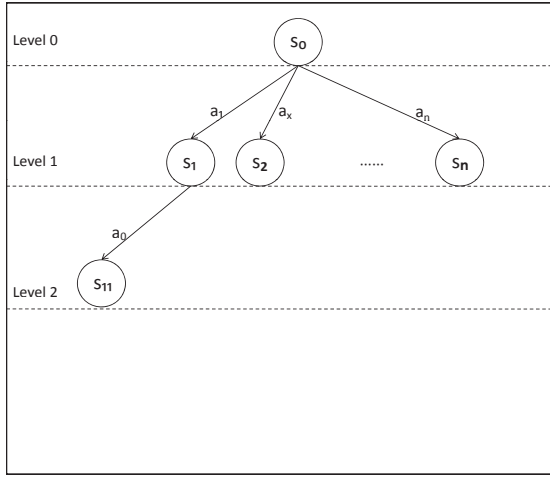 Level 0
S0
a1
ax
an
Level 1
S1
S2
......
Sn
a0
Level 2
S11